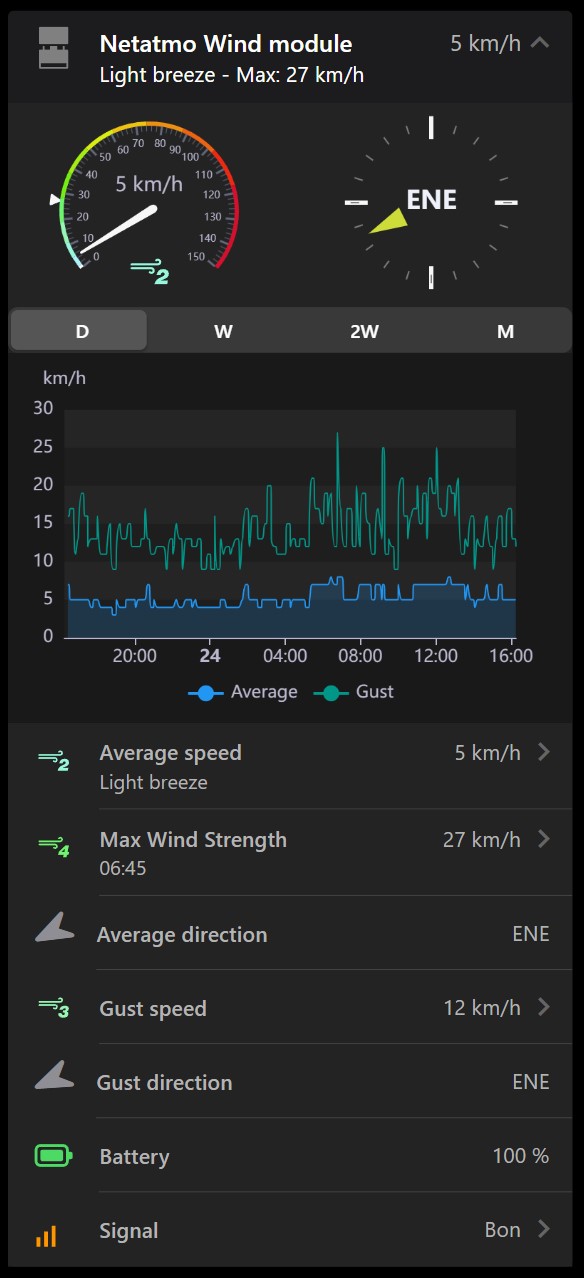 Netatmo Wind module
5 km/h
Light breeze - Max: 27 km/h
0
10
20
30
40
50
60
70
80
90
100
110
120
130
140
150
5 km/h
2
ENE
D W 2W M
km/h
30
25
20
15
10
5
0
20:00 24 04:00 08:00 12:00 16:00
Average Gust
2
Average speed 5 km/h
Light breeze
4
Max Wind Strength 27 km/h
06:45
Average direction ENE
3
Gust speed 12 km/h
Gust direction ENE
Battery 100 %
Signal Bon